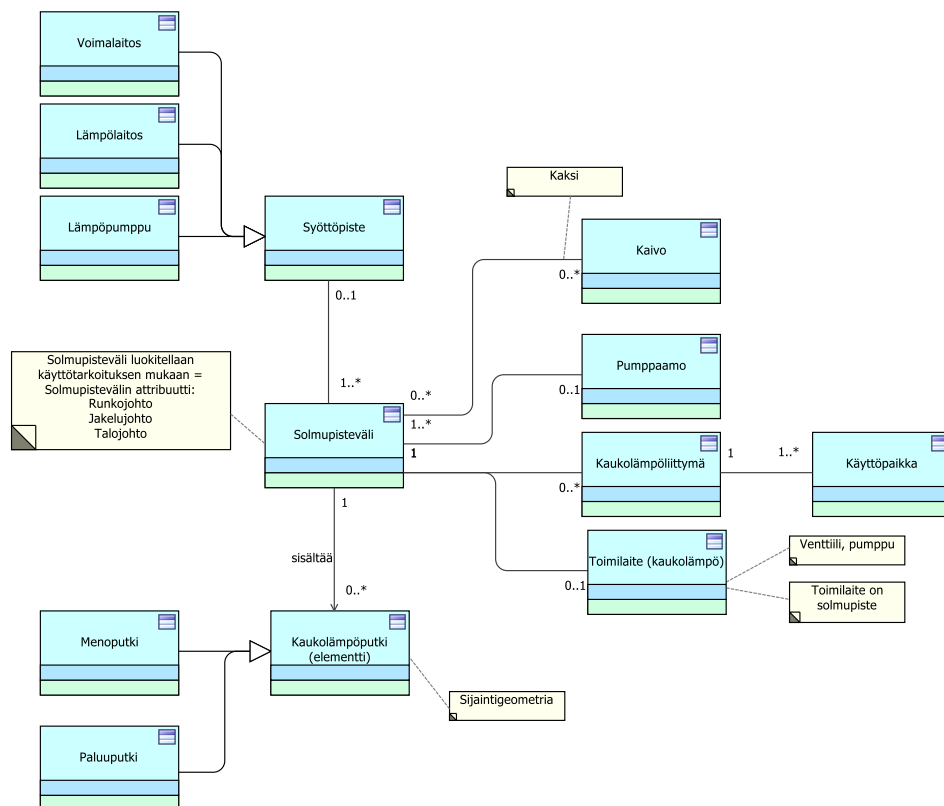 Voimalaitos
Lämpölaitos
Lämpöpumppu
Syöttöpiste
Kaksi
Kaivo
0..*
0..1
Solmupisteväli luokitellaan
käyttötarkoituksen mukaan =
Solmupistevälin attribuutti:
Runkojohto
Jakelujohto
Talojohto
1..*
0..*
Pumppaamo
0..1
1..*
Solmupisteväli
1
Kaukolämpöliittymä
0..*
1
1..*
Käyttöpaikka
1
sisältää
0..*
Toimilaite (kaukolämpö)
0..1
Venttiili, pumppu
Toimilaite on
solmupiste
Menoputki
Kaukolämpöputki
(elementti)
Sijaintigeometria
Paluuputki